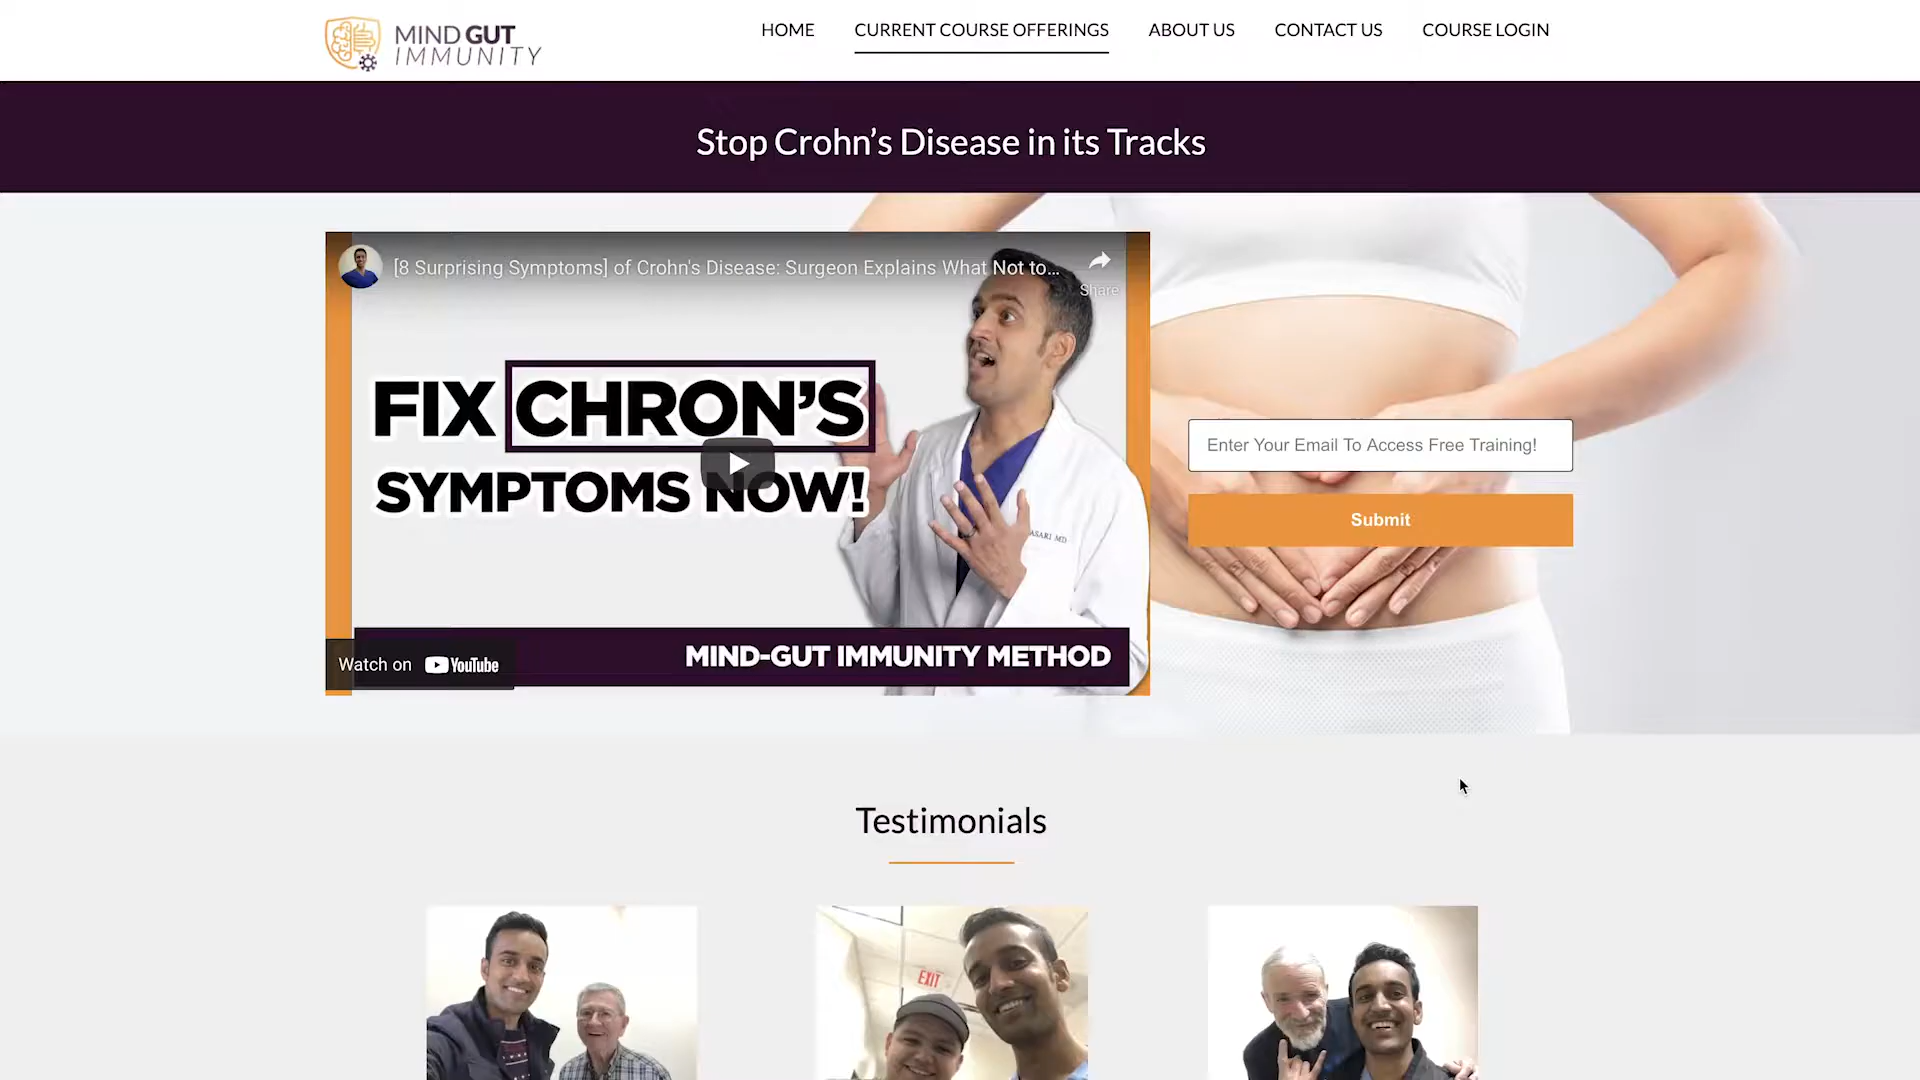 MIND GUT
IMMUNITY
HOME
CURRENT COURSE OFFERINGS
ABOUT US
CONTACT US
COURSE LOGIN
Stop Crohn’s Disease in its Tracks
[8 Surprising Symptoms] of Crohn's Disease: Surgeon Explains What Not to...
Share
FIX CHRON’S
SYMPTOMS NOW!
ASARI MD
MIND-GUT IMMUNITY METHOD
Watch on YouTube
Enter Your Email To Access Free Training!
Submit
Testimonials
EXIT